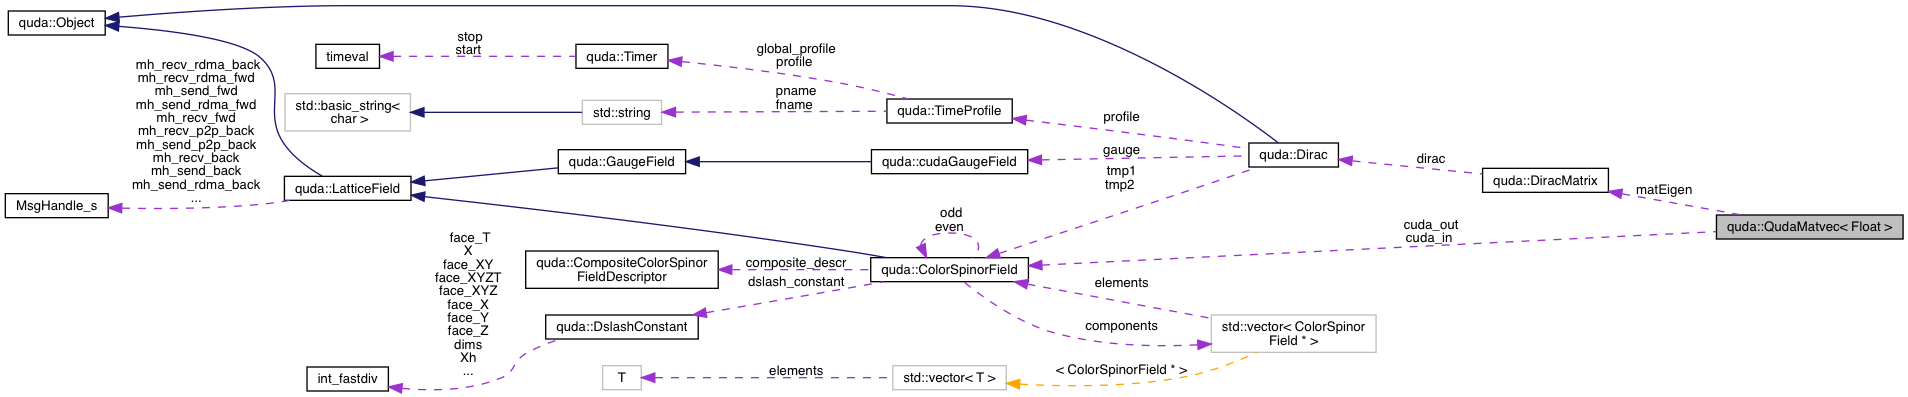 quda::Object
timeval
stop
start
quda::Timer
global_profile
profile
mh_recv_rdma_back
mh_recv_rdma_fwd
mh_send_fwd
mh_send_rdma_fwd
mh_recv_fwd
mh_recv_p2p_back
mh_send_p2p_back
mh_recv_back
mh_send_back
mh_send_rdma_back
...
std::basic_string<
char >
std::string
pname
fname
quda::TimeProfile
profile
quda::GaugeField
quda::cudaGaugeField
gauge
quda::Dirac
dirac
quda::DiracMatrix
matEigen
quda::QudaMatvec< Float >
MsgHandle_s
quda::LatticeField
tmp1
tmp2
cuda_out
cuda_in
odd
even
quda::ColorSpinorField
composite_descr
quda::CompositeColorSpinor
FieldDescriptor
dslash_constant
quda::DslashConstant
face_T
X
face_XY
face_XYZT
face_XYZ
face_X
face_Y
face_Z
dims
Xh
...
int_fastdiv
elements
components
std::vector< ColorSpinor
Field * >
< ColorSpinorField * >
std::vector< T >
elements
T